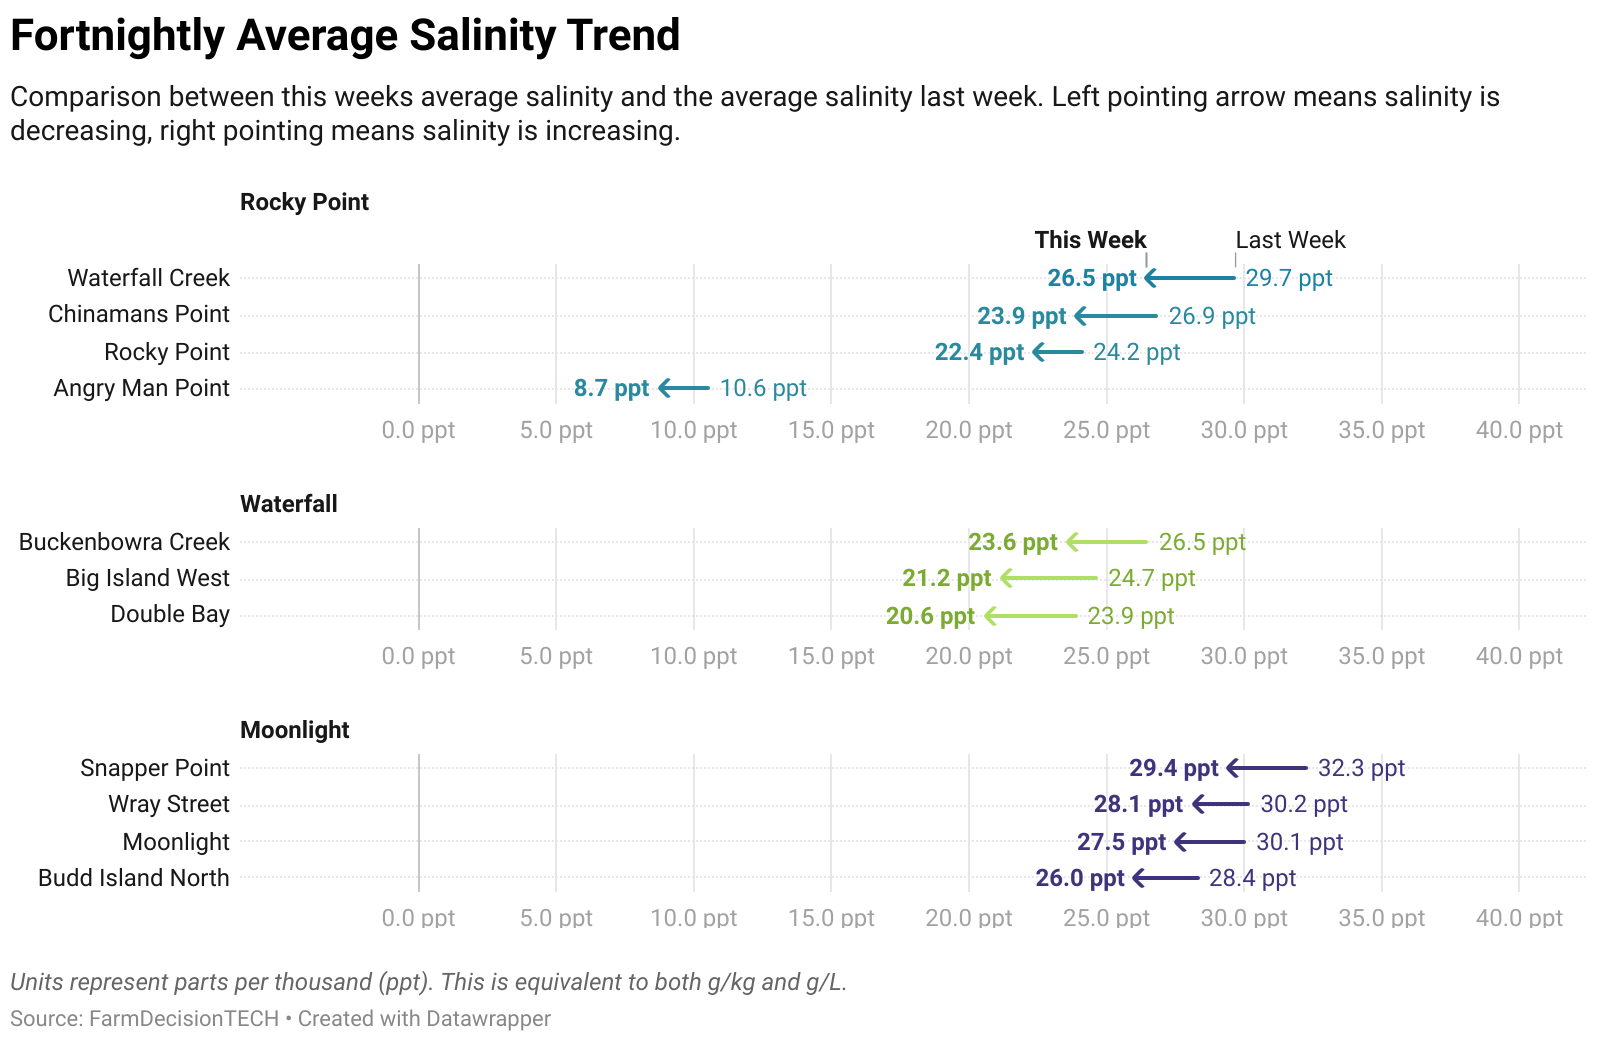 Fortnightly Average Salinity Trend
Comparison between this weeks average salinity and the average salinity last week. Left pointing arrow means salinity is
decreasing, right pointing means salinity is increasing.
Rocky Point
This Week Last Week
Waterfall Creek 26.5 ppt 29.7 ppt
Chinamans Point 23.9 ppt 26.9 ppt
Rocky Point 22.4 ppt 24.2 ppt
Angry Man Point 8.7 ppt 10.6 ppt
0.0 ppt 5.0 ppt 10.0 ppt 15.0 ppt 20.0 ppt 25.0 ppt 30.0 ppt 35.0 ppt 40.0 ppt
Waterfall
Buckenbowra Creek 23.6 ppt 26.5 ppt
Big Island West 21.2 ppt 24.7 ppt
Double Bay 20.6 ppt 23.9 ppt
0.0 ppt 5.0 ppt 10.0 ppt 15.0 ppt 20.0 ppt 25.0 ppt 30.0 ppt 35.0 ppt 40.0 ppt
Moonlight
Snapper Point 29.4 ppt 32.3 ppt
Wray Street 28.1 ppt 30.2 ppt
Moonlight 27.5 ppt 30.1 ppt
Budd Island North 26.0 ppt 28.4 ppt
0.0 ppt 5.0 ppt 10.0 ppt 15.0 ppt 20.0 ppt 25.0 ppt 30.0 ppt 35.0 ppt 40.0 ppt
Units represent parts per thousand (ppt). This is equivalent to both g/kg and g/L.
Source: FarmDecisionTECH • Created with Datawrapper